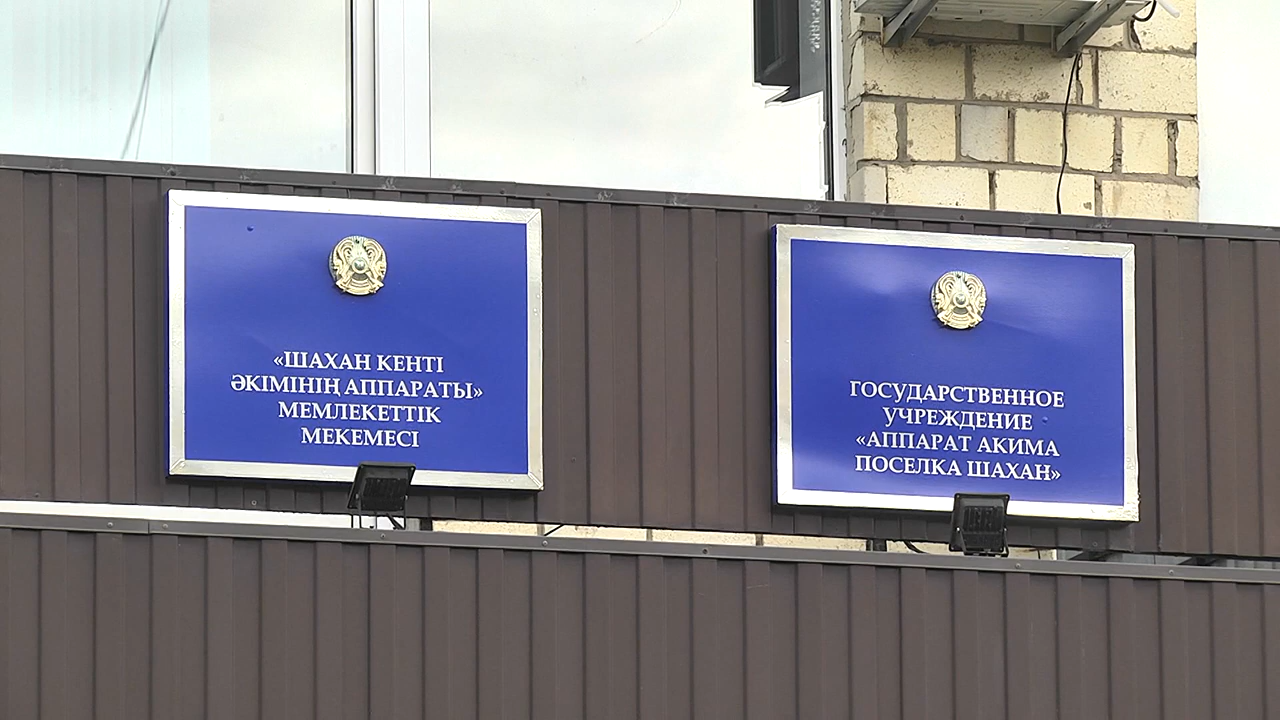 «ШАХАН КЕНТІ
ӘКІМІНІҢ АППАРАТЫ»
МЕМЛЕКЕТТІК
МЕКЕМЕСІ
ГОСУДАРСТВЕННОЕ
УЧРЕЖДЕНИЕ
«АППАРАТ АКИМА
ПОСЕЛКА ШАХАН»